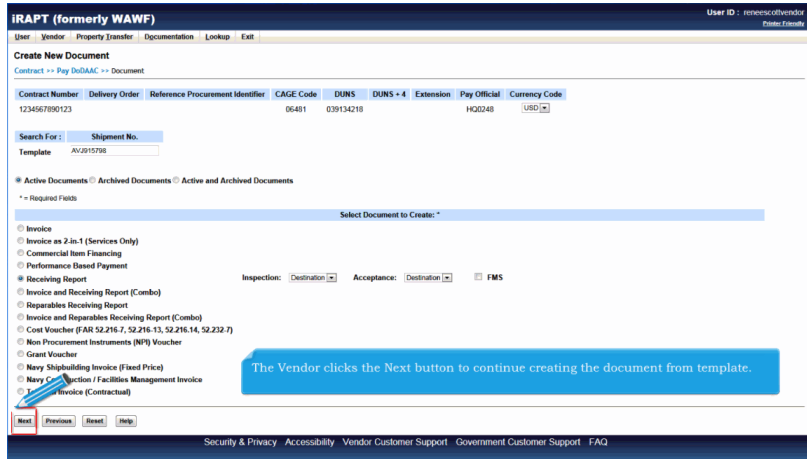 iRAPT (formerly WAWF)
User ID : reneescottvendor
Printer Friendly
User Vendor Property Transfer Documentation Lookup Exit
Create New Document
Contract >> Pay DoDAAC >> Document
Contract Number Delivery Order Reference Procurement Identifier CAGE Code DUNS DUNS + 4 Extension Pay Official Currency Code
1234567890123 06481 039134218 HQ0248 USD
Search For : Shipment No.
Template AVJ915798
Active Documents Archived Documents Active and Archived Documents
* = Required Fields
Select Document to Create: *
Invoice
Invoice as 2-in-1 (Services Only)
Commercial Item Financing
Performance Based Payment
Receiving Report Inspection: Destination Acceptance: Destination FMS
Invoice and Receiving Report (Combo)
Reparables Receiving Report
Invoice and Reparables Receiving Report (Combo)
Cost Voucher (FAR 52.216-7, 52.216-13, 52.216.14, 52.232-7)
Non Procurement Instruments (NPI) Voucher
Grant Voucher
Navy Shipbuilding Invoice (Fixed Price)
Navy / Facilities Management Invoice
Invoice (Contractual)
The Vendor clicks the Next button to continue creating the document from template.
Next Previous Reset Help
Security & Privacy Accessibility Vendor Customer Support Government Customer Support FAQ